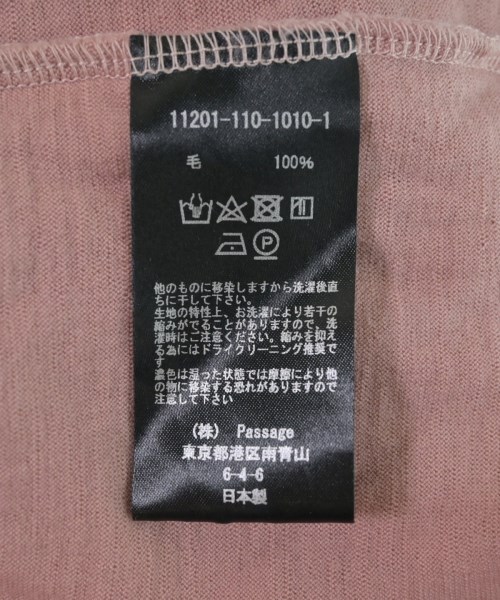 11201-110-1010-1
毛 100%
P
他のものに移染しますから洗濯後直
ちに干して下さい。
生地の特性上、お洗濯により若干の
縮みがでることがありますので、洗
濯時はご注意ください。縮みを抑え
る為にはドライクリーニング推奨で
す
濃色は湿った状態では摩擦により他
の物に移染する恐れがありますので
注意して下さい
(株) Passage
東京都港区南青山
6-4-6
日本製